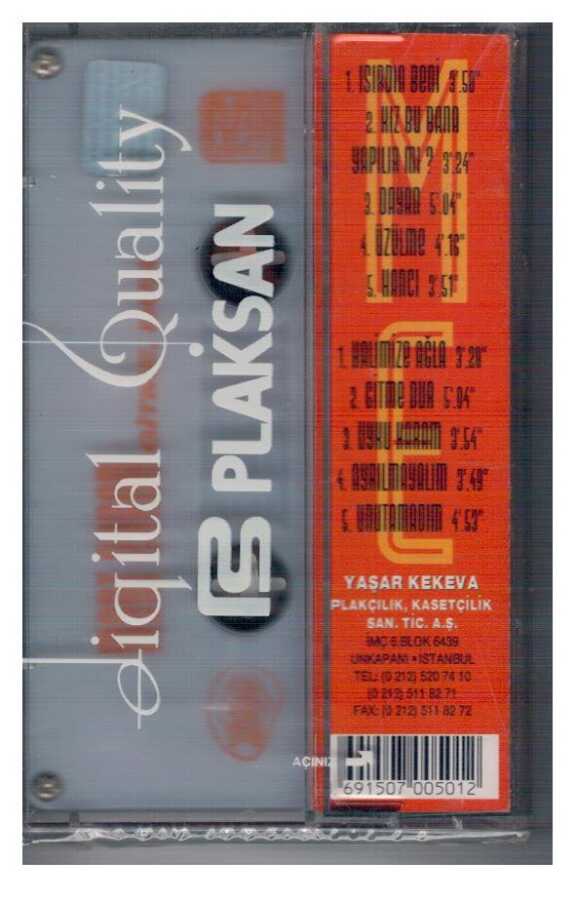 Digital Quality
PLAKSAN
1. ISIRDIN BENİ 3'.58"
2. KIZ BU BANA
YAPILIR MI ? 3'.24"
3. DAYAN 5'.04"
4. ÜZÜLME 4'.18"
5. HANCI 3'.51"
1. HALİMİZE AĞLA 3'.28"
2. GİTME DUR 5'.04"
3. UYKU HARAM 3'.54"
4. AYRILMAYALIM 3'.49"
5. UNUTAMADIM 4'.53"
YAŞAR KEKEVA
PLAKÇILIK, KASETÇİLİK
SAN. TİC. A.S.
İMÇ 6.BLOK 6439
UNKAPANI • İSTANBUL
TEL: (0 212) 520 74 10
(0 212) 511 82 71
FAX: (0 212) 511 82 72
AÇINIZ
691507 005012